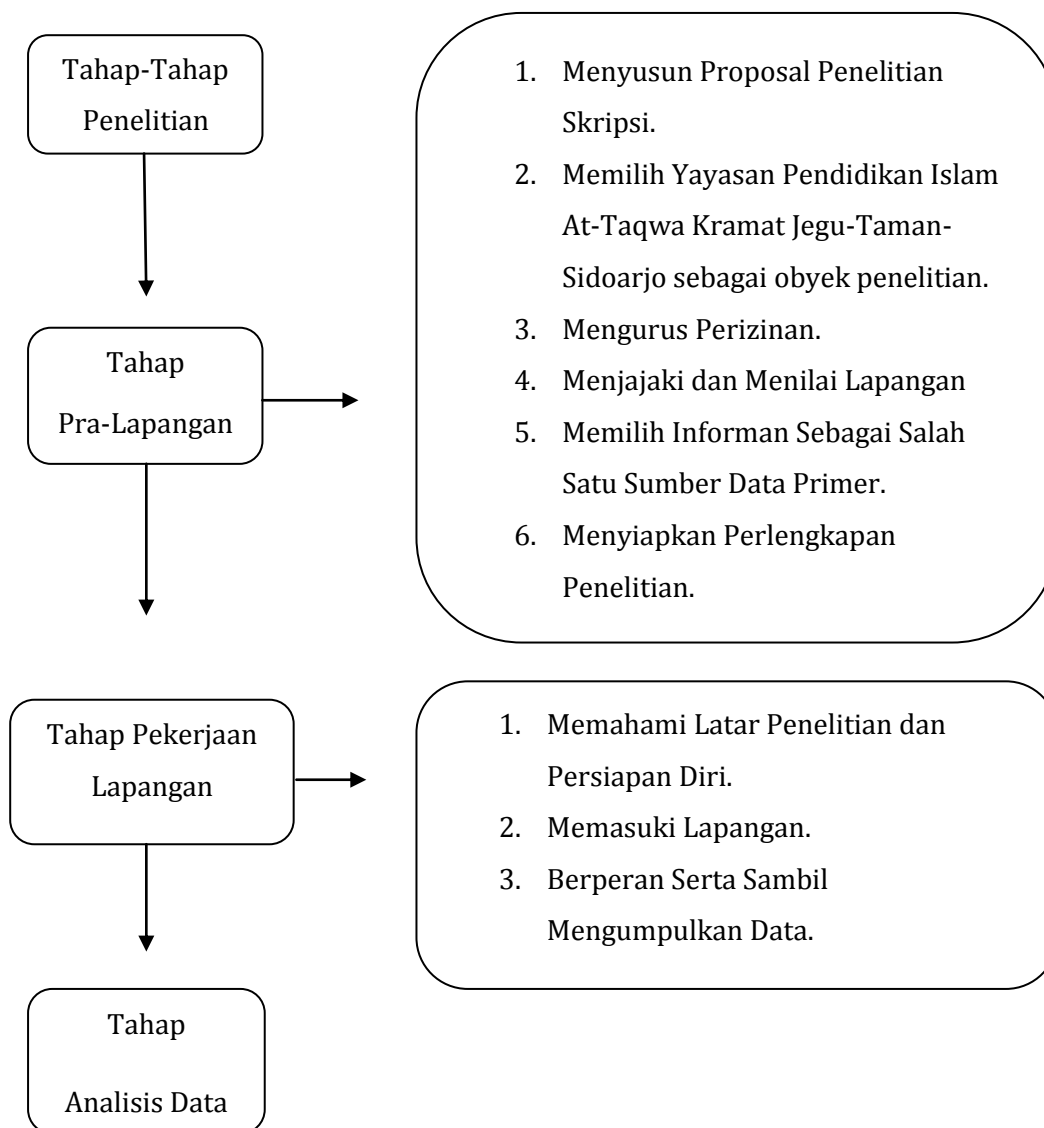 Tahap-Tahap
Penelitian
Tahap
Pra-Lapangan
1. Menyusun Proposal Penelitian
Skripsi.
2. Memilih Yayasan Pendidikan Islam
At-Taqwa Kramat Jegu-Taman-
Sidoarjo sebagai obyek penelitian.
3. Mengurus Perizinan.
4. Menjajaki dan Menilai Lapangan
5. Memilih Informan Sebagai Salah
Satu Sumber Data Primer.
6. Menyiapkan Perlengkapan
Penelitian.
Tahap Pekerjaan
Lapangan
1. Memahami Latar Penelitian dan
Persiapan Diri.
2. Memasuki Lapangan.
3. Berperan Serta Sambil
Mengumpulkan Data.
Tahap
Analisis Data